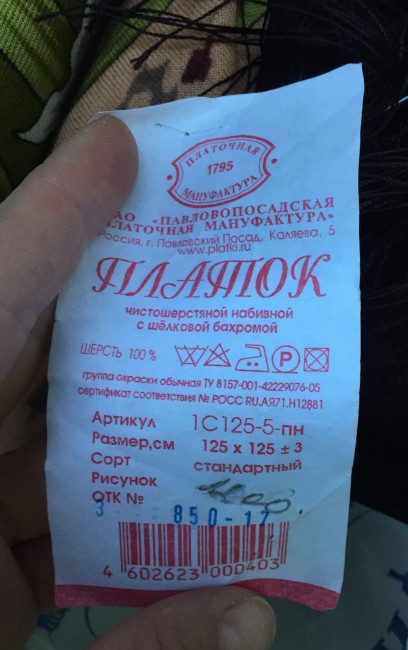 ПЛАТОЧНАЯ
1795
МАНУФАКТУРА
ОАО "ПАВЛОВОПОСАДСКАЯ
ПЛАТОЧНАЯ МАНУФАКТУРА"
Россия, г. Павловский Посад, Каляева, 5
www.platki.ru
ПЛАТОК
чистошерстяной набивной
с шёлковой бахромой
ШЕРСТЬ 100 %
P
группа окраски обычная ТУ 8157-001-42229076-05
сертификат соответствия № РОСС RU.АЯ71.Н12881
Артикул 1С125-5-пн
Размер,см 125 х 125 ± 3
Сорт стандартный
Рисунок
ОТК №
3 850-17
4 602623 000403